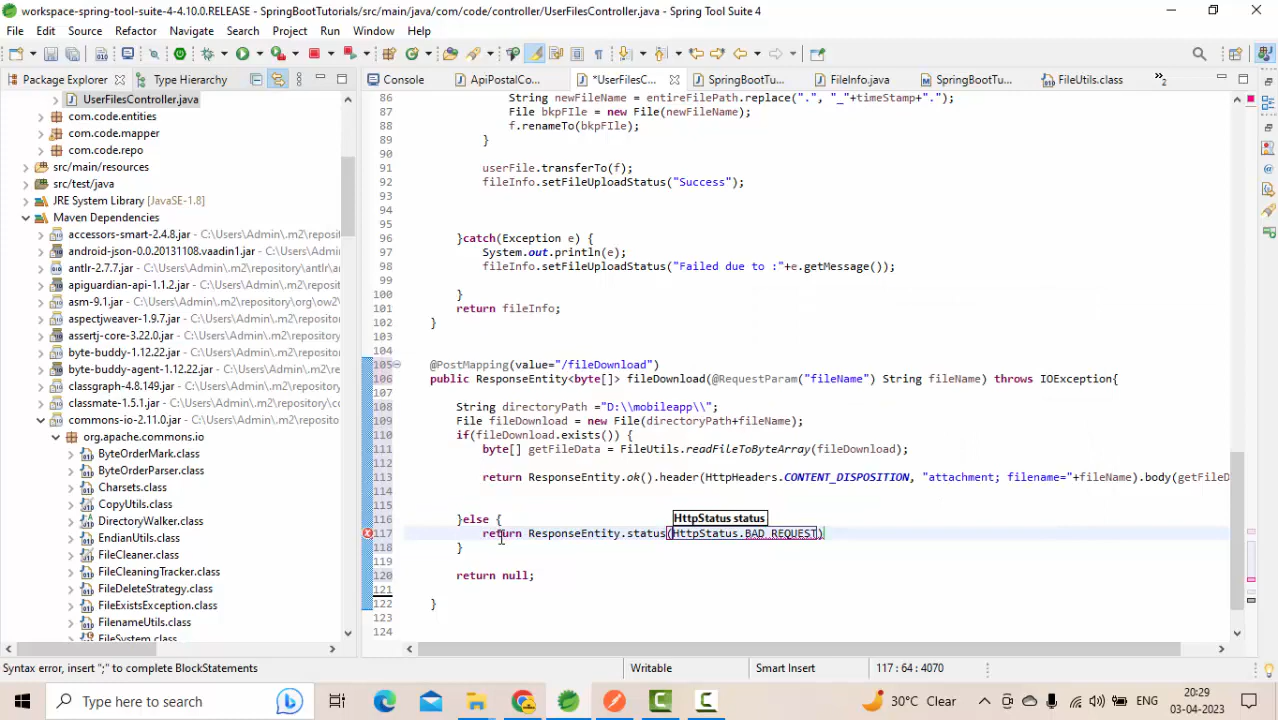 workspace-spring-tool-suite-4-4.10.0.RELEASE - SpringBootTutorials/src/main/java/com/code/controller/UserFilesController.java - Spring Tool Suite 4
File Edit Source Refactor Navigate Search Project Run Window Help
Package Explorer Type Hierarchy
Console ApiPostalCo... *UserFilesC... SpringBootTu... FileInfo.java SpringBootTu... FileUtils.class »2
UserFilesController.java
com.code.entities
com.code.mapper
com.code.repo
src/main/resources
src/test/java
JRE System Library [JavaSE-1.8]
Maven Dependencies
accessors-smart-2.4.8.jar - C:\Users\Admin\.m2\repos
android-json-0.0.20131108.vaadin1.jar - C:\Users\Admi
antlr-2.7.7.jar - C:\Users\Admin\.m2\repository\antlr\a
apiguardian-api-1.1.2.jar - C:\Users\Admin\.m2\reposi
asm-9.1.jar - C:\Users\Admin\.m2\repository\org\ow2\
aspectjweaver-1.9.7.jar - C:\Users\Admin\.m2\reposito
assertj-core-3.22.0.jar - C:\Users\Admin\.m2\repositor
byte-buddy-1.12.22.jar - C:\Users\Admin\.m2\reposito
byte-buddy-agent-1.12.22.jar - C:\Users\Admin\.m2\re
classgraph-4.8.149.jar - C:\Users\Admin\.m2\repositor
classmate-1.5.1.jar - C:\Users\Admin\.m2\repository\co
commons-io-2.11.0.jar - C:\Users\Admin\.m2\reposito
org.apache.commons.io
ByteOrderMark.class
ByteOrderParser.class
Charsets.class
CopyUtils.class
DirectoryWalker.class
EndianUtils.class
FileCleaner.class
FileCleaningTracker.class
FileDeleteStrategy.class
FileExistsException.class
FilenameUtils.class
FileSystem.class
86 String newFileName = entireFilePath.replace(".", "_"+timeStamp+".");
87 File bkpFIle = new File(newFileName);
88 f.renameTo(bkpFIle);
89 }
90
91 userFile.transferTo(f);
92 fileInfo.setFileUploadStatus("Success");
93
94
95
96 }catch(Exception e) {
97 System.out.println(e);
98 fileInfo.setFileUploadStatus("Failed due to :"+e.getMessage());
99
100 }
101 return fileInfo;
102 }
103
104
105 @PostMapping(value="/fileDownload")
106 public ResponseEntity<byte[]> fileDownload(@RequestParam("fileName") String fileName) throws IOException{
107
108 String directoryPath ="D:\\mobileapp\\";
109 File fileDownload = new File(directoryPath+fileName);
110 if(fileDownload.exists()) {
111 byte[] getFileData = FileUtils.readFileToByteArray(fileDownload);
112
113 return ResponseEntity.ok().header(HttpHeaders.CONTENT_DISPOSITION, "attachment; filename="+fileName).body(getFileD
114
115
116 }else {
HttpStatus status
117 return ResponseEntity.status(HttpStatus.BAD_REQUEST)
118 }
119
120 return null;
121
122 }
123
124
Syntax error, insert ";" to complete BlockStatements Writable Smart Insert 117 : 64 : 4070
Type here to search 30°C Clear ENG 20:29 03-04-2023